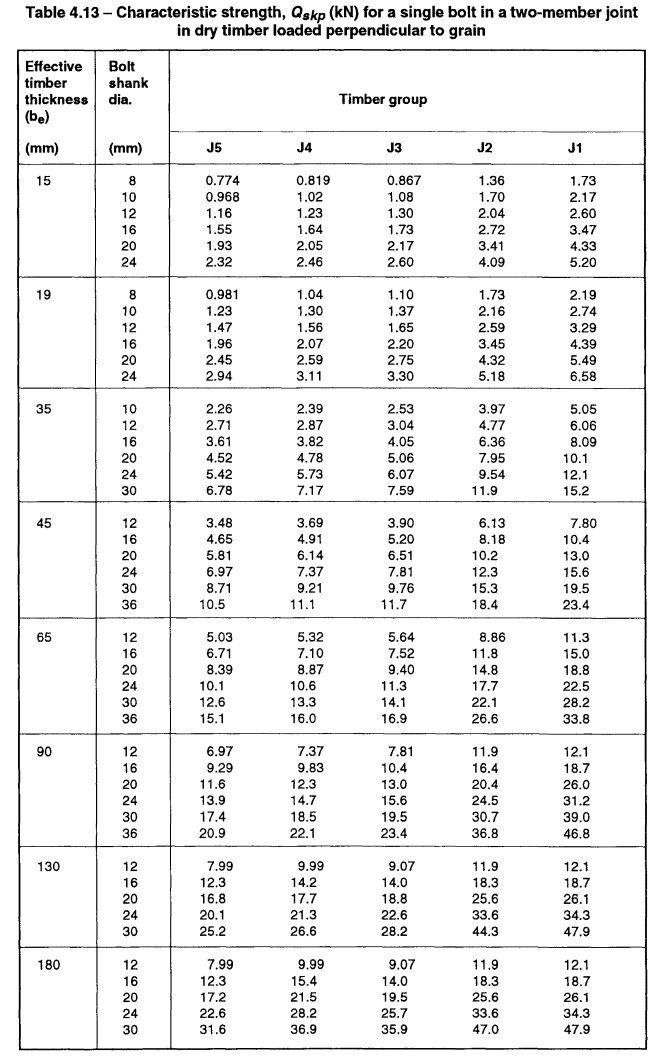 Table 4.13 – Characteristic strength, Qskp (kN) for a single bolt in a two-member joint
in dry timber loaded perpendicular to grain
Effective Bolt
timber shank
thickness dia. Timber group
(be)
(mm) (mm) J5 J4 J3 J2 J1
15 8 0.774 0.819 0.867 1.36 1.73
10 0.968 1.02 1.08 1.70 2.17
12 1.16 1.23 1.30 2.04 2.60
16 1.55 1.64 1.73 2.72 3.47
20 1.93 2.05 2.17 3.41 4.33
24 2.32 2.46 2.60 4.09 5.20
19 8 0.981 1.04 1.10 1.73 2.19
10 1.23 1.30 1.37 2.16 2.74
12 1.47 1.56 1.65 2.59 3.29
16 1.96 2.07 2.20 3.45 4.39
20 2.45 2.59 2.75 4.32 5.49
24 2.94 3.11 3.30 5.18 6.58
35 10 2.26 2.39 2.53 3.97 5.05
12 2.71 2.87 3.04 4.77 6.06
16 3.61 3.82 4.05 6.36 8.09
20 4.52 4.78 5.06 7.95 10.1
24 5.42 5.73 6.07 9.54 12.1
30 6.78 7.17 7.59 11.9 15.2
45 12 3.48 3.69 3.90 6.13 7.80
16 4.65 4.91 5.20 8.18 10.4
20 5.81 6.14 6.51 10.2 13.0
24 6.97 7.37 7.81 12.3 15.6
30 8.71 9.21 9.76 15.3 19.5
36 10.5 11.1 11.7 18.4 23.4
65 12 5.03 5.32 5.64 8.86 11.3
16 6.71 7.10 7.52 11.8 15.0
20 8.39 8.87 9.40 14.8 18.8
24 10.1 10.6 11.3 17.7 22.5
30 12.6 13.3 14.1 22.1 28.2
36 15.1 16.0 16.9 26.6 33.8
90 12 6.97 7.37 7.81 11.9 12.1
16 9.29 9.83 10.4 16.4 18.7
20 11.6 12.3 13.0 20.4 26.0
24 13.9 14.7 15.6 24.5 31.2
30 17.4 18.5 19.5 30.7 39.0
36 20.9 22.1 23.4 36.8 46.8
130 12 7.99 9.99 9.07 11.9 12.1
16 12.3 14.2 14.0 18.3 18.7
20 16.8 17.7 18.8 25.6 26.1
24 20.1 21.3 22.6 33.6 34.3
30 25.2 26.6 28.2 44.3 47.9
180 12 7.99 9.99 9.07 11.9 12.1
16 12.3 15.4 14.0 18.3 18.7
20 17.2 21.5 19.5 25.6 26.1
24 22.6 28.2 25.7 33.6 34.3
30 31.6 36.9 35.9 47.0 47.9